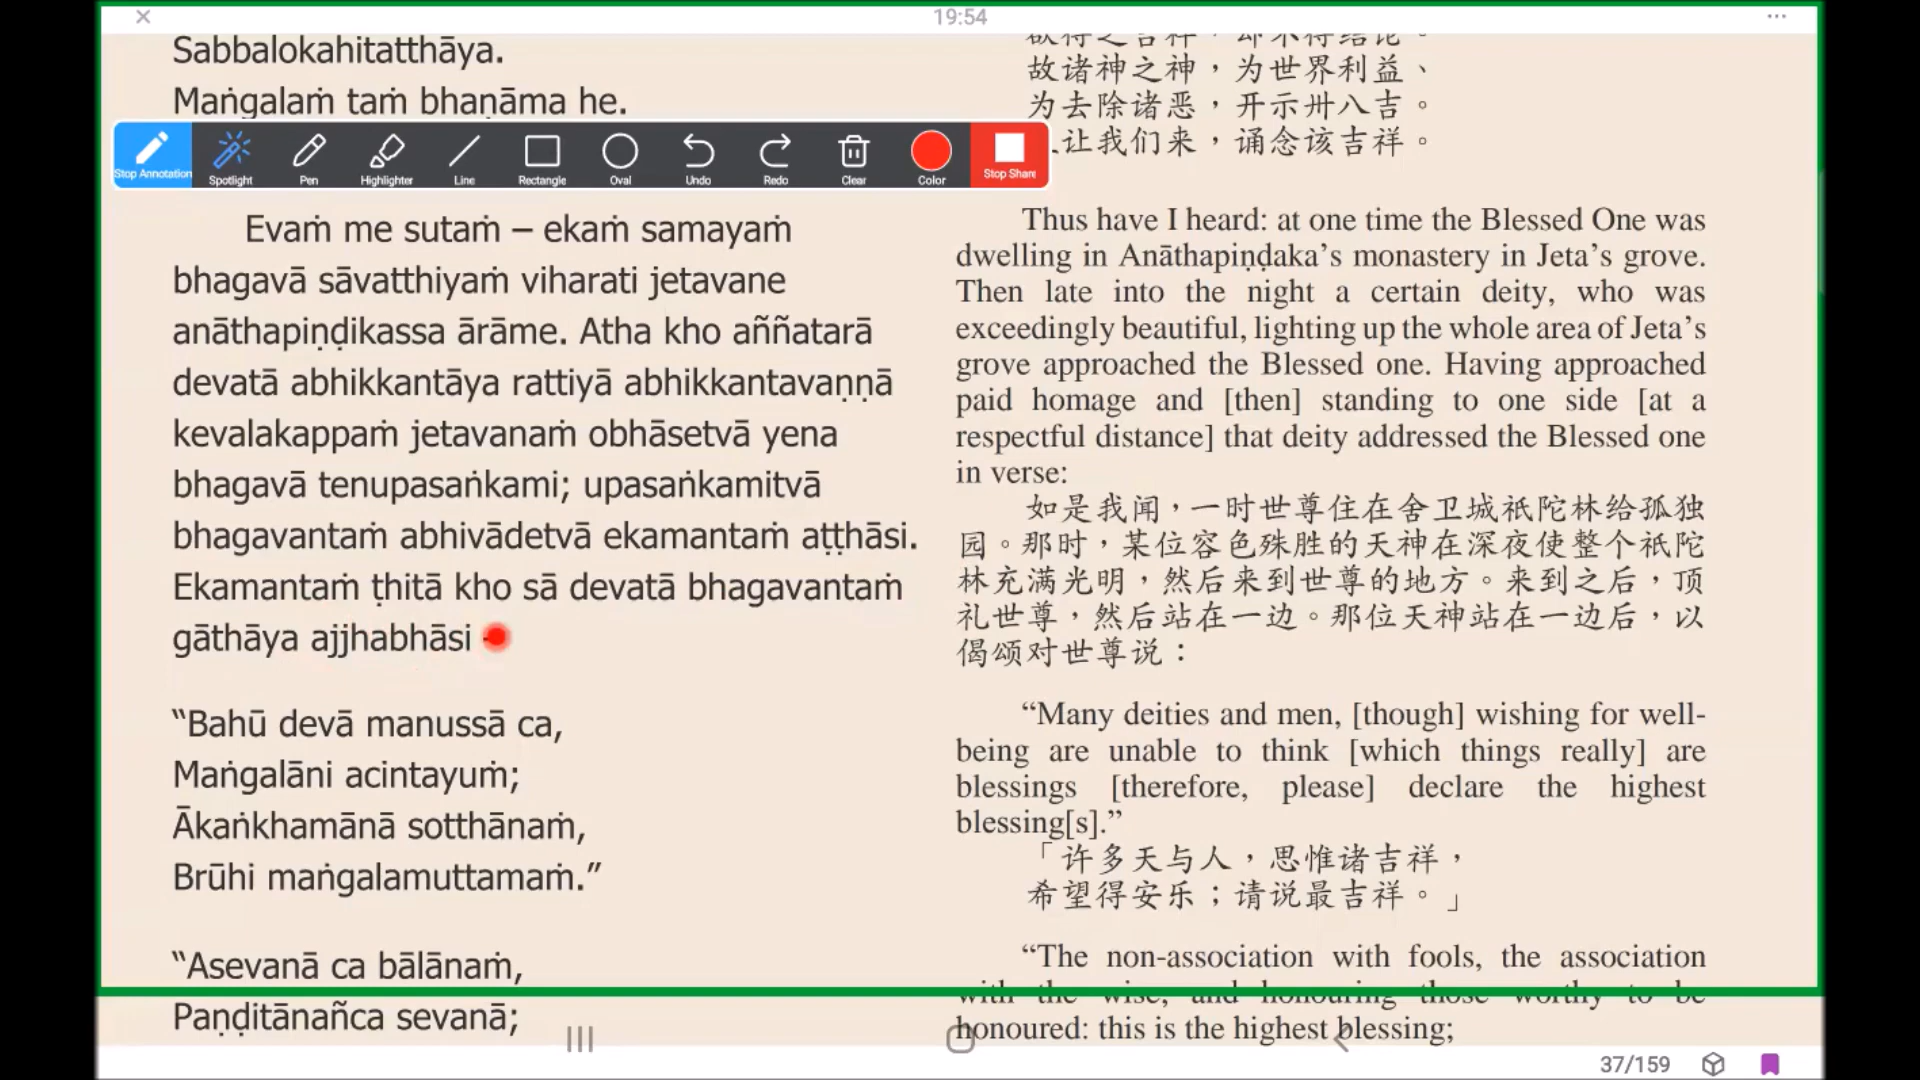 19:54
Sabbalokahitatthāya.
Maṅgalaṁ taṁ bhaṇāma he.
故诸神之神，为世界利益、
为去除诸恶，开示卅八吉。
让我们来，诵念该吉祥。
Stop Annotation
Spotlight
Pen
Highlighter
Line
Rectangle
Oval
Undo
Redo
Clear
Color
Stop Share
Evaṁ me sutaṁ – ekaṁ samayaṁ
bhagavā sāvatthiyaṁ viharati jetavane
anāthapiṇḍikassa ārāme. Atha kho aññatarā
devatā abhikkantāya rattiyā abhikkantavaṇṇā
kevalakappaṁ jetavanaṁ obhāsetvā yena
bhagavā tenupasaṅkami; upasaṅkamitvā
bhagavantaṁ abhivādetvā ekamantaṁ aṭṭhāsi.
Ekamantaṁ ṭhitā kho sā devatā bhagavantaṁ
gāthāya ajjhabhāsi
“Bahū devā manussā ca,
Maṅgalāni acintayuṁ;
Ākaṅkhamānā sotthānaṁ,
Brūhi maṅgalamuttamaṁ.”
“Asevanā ca bālānaṁ,
Paṇḍitānañca sevanā;
Thus have I heard: at one time the Blessed One was
dwelling in Anāthapiṇḍaka’s monastery in Jeta’s grove.
Then late into the night a certain deity, who was
exceedingly beautiful, lighting up the whole area of Jeta’s
grove approached the Blessed one. Having approached
paid homage and [then] standing to one side [at a
respectful distance] that deity addressed the Blessed one
in verse:
如是我闻，一时世尊住在舍卫城祇陀林给孤独
园。那时，某位容色殊胜的天神在深夜使整个祇陀
林充满光明，然后来到世尊的地方。来到之后，顶
礼世尊，然后站在一边。那位天神站在一边后，以
偈颂对世尊说：
“Many deities and men, [though] wishing for well-
being are unable to think [which things really] are
blessings [therefore, please] declare the highest
blessing[s].”
「许多天与人，思惟诸吉祥，
希望得安乐；请说最吉祥。」
“The non-association with fools, the association
with the wise, and honouring those worthy to be
honoured: this is the highest blessing;
37/159